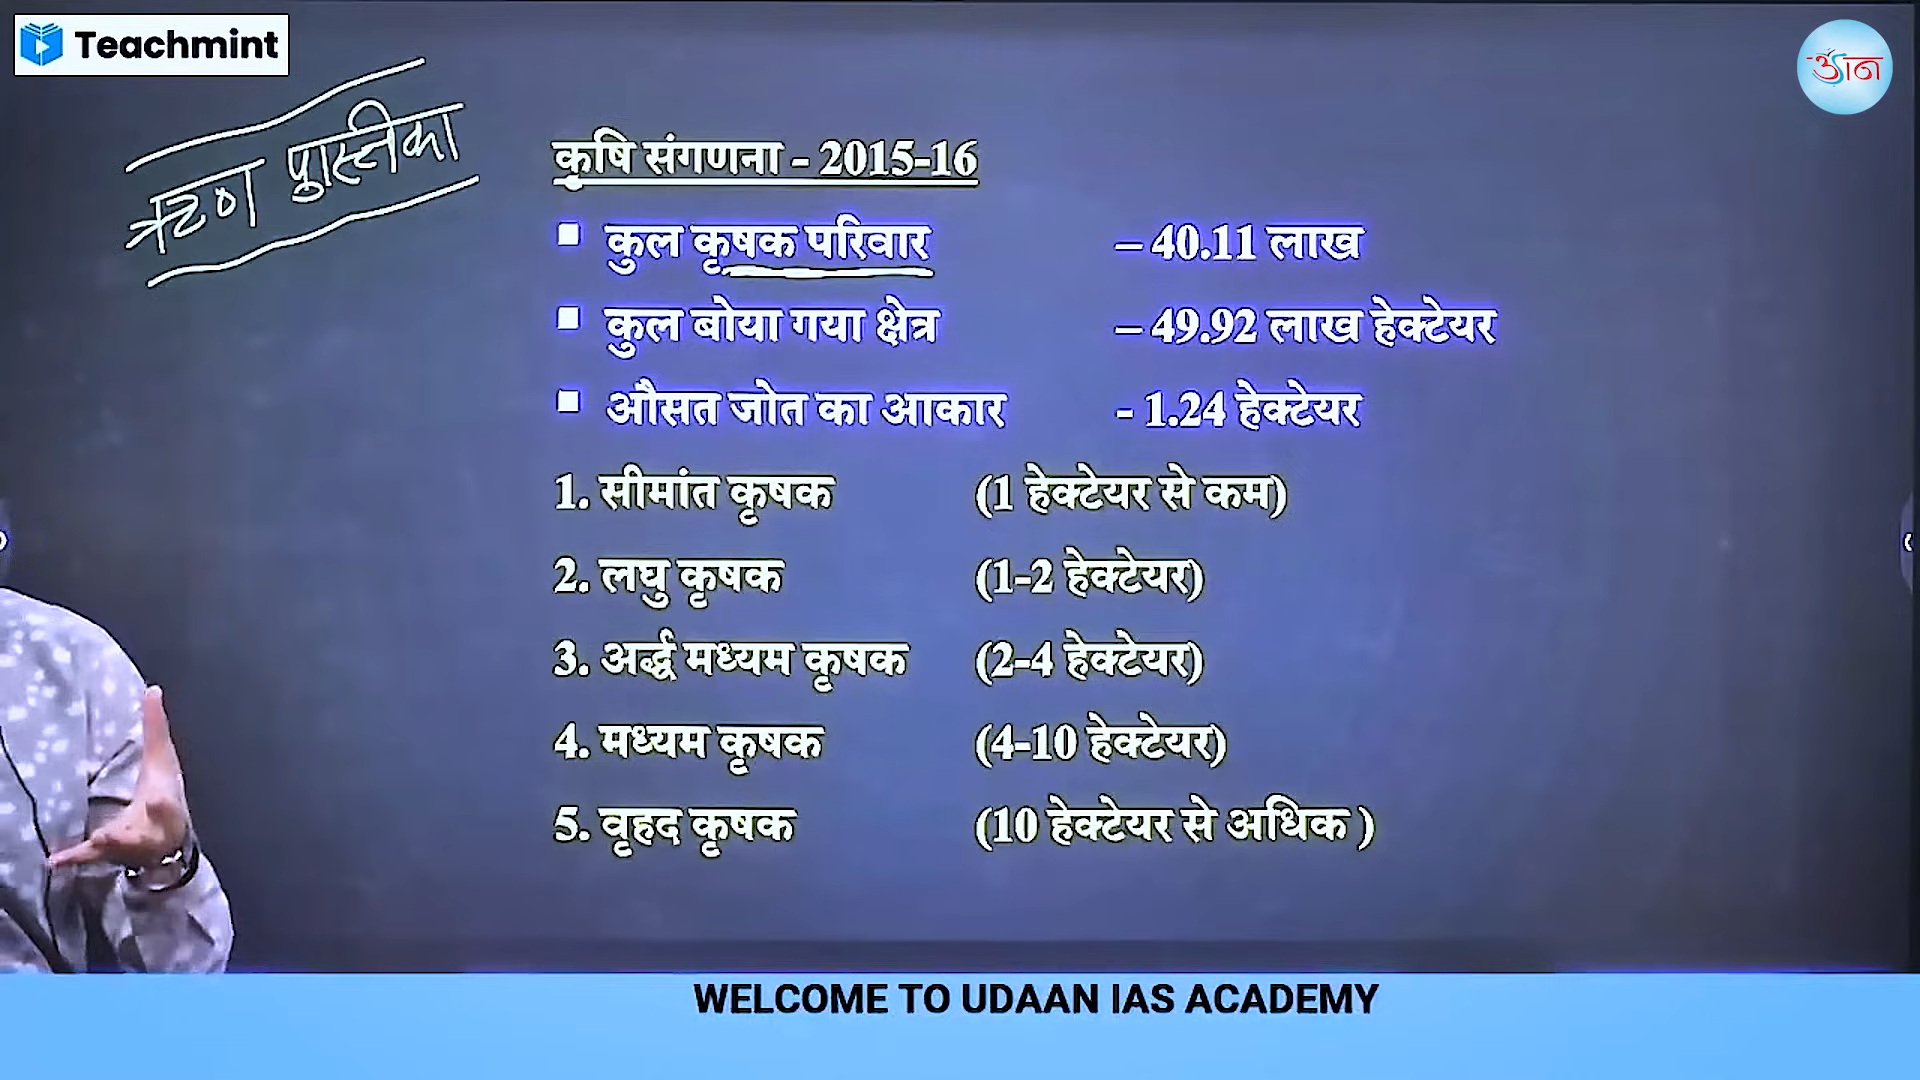 Teachmint
उड़ान
ऋण पुस्तिका
कृषि संगणना - 2015-16
▪ कुल कृषक परिवार – 40.11 लाख
▪ कुल बोया गया क्षेत्र – 49.92 लाख हेक्टेयर
▪ औसत जोत का आकार - 1.24 हेक्टेयर
1. सीमांत कृषक (1 हेक्टेयर से कम)
2. लघु कृषक (1-2 हेक्टेयर)
3. अर्द्ध मध्यम कृषक (2-4 हेक्टेयर)
4. मध्यम कृषक (4-10 हेक्टेयर)
5. वृहद कृषक (10 हेक्टेयर से अधिक )
WELCOME TO UDAAN IAS ACADEMY